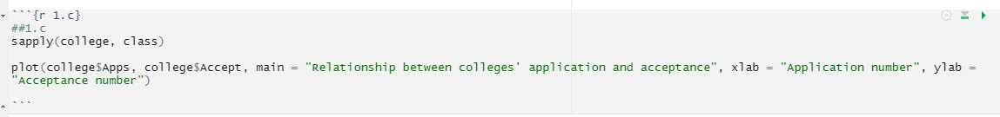 ```{r 1.c}
##1.c
sapply(college, class)
plot(college$Apps, college$Accept, main = "Relationship between colleges' application and acceptance", xlab = "Application number", ylab =
"Acceptance number")
```